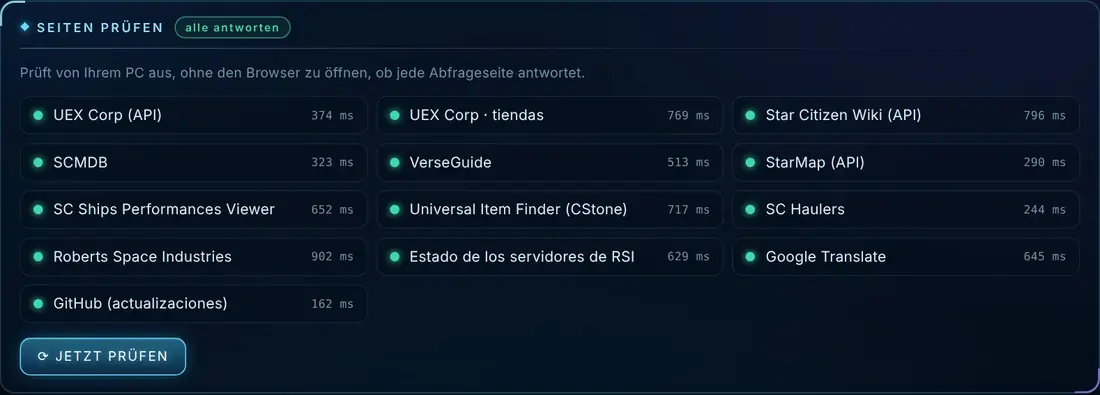 SEITEN PRÜFEN alle antworten
Prüft von Ihrem PC aus, ohne den Browser zu öffnen, ob jede Abfrageseite antwortet.
UEX Corp (API) 374 ms
UEX Corp · tiendas 769 ms
Star Citizen Wiki (API) 796 ms
SCMDB 323 ms
VerseGuide 513 ms
StarMap (API) 290 ms
SC Ships Performances Viewer 652 ms
Universal Item Finder (CStone) 717 ms
SC Haulers 244 ms
Roberts Space Industries 902 ms
Estado de los servidores de RSI 629 ms
Google Translate 645 ms
GitHub (actualizaciones) 162 ms
⟳ JETZT PRÜFEN